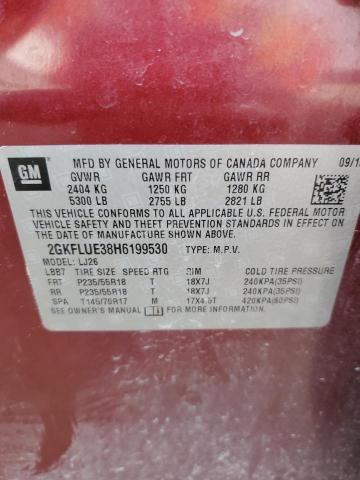 GM
MFD BY GENERAL MOTORS OF CANADA COMPANY 09/1
GVWR GAWR FRT GAWR RR
2404 KG 1250 KG 1280 KG
5300 LB 2755 LB 2821 LB
THIS VEHICLE CONFORMS TO ALL APPLICABLE U.S. FEDERAL MOTOR
VEHICLE SAFETY, BUMPER, AND THEFT PREVENTION STANDARDS
IN EFFECT ON THE DATE OF MANUFACTURE SHOWN ABOVE.
2GKFLUE38H6199530 TYPE: M.P.V.
MODEL: LJ26
LBB7 TIRE SIZE SPEED RTG RIM COLD TIRE PRESSURE
FRT P235/55R18 T 18X7J 240KPA(35PSI)
RR P235/55R18 T 18X7J 240KPA(35PSI)
SPA T145/70R17 M 17X4.5T 420KPA(60PSI)
SEE OWNER'S MANUAL FOR MORE INFORMATION.